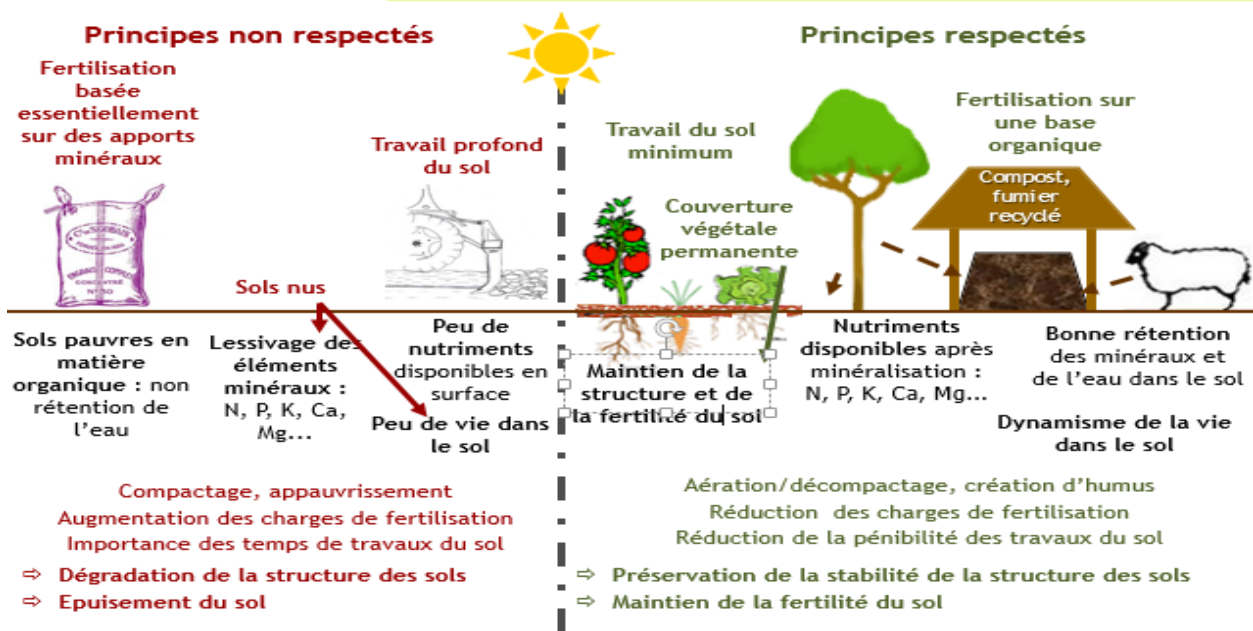 Principes non respectés
Fertilisation
basée
essentiellement
sur des apports
minéraux
Travail profond
du sol
Sols nus
Sols pauvres en
matière
organique : non
rétention de
l'eau
Lessivage des
éléments
minéraux :
N, P, K, Ca,
Mg...
Peu de
nutriments
disponibles en
surface
Peu de vie dans
le sol
Compactage, appauvrissement
Augmentation des charges de fertilisation
Importance des temps de travaux du sol
⇨ Dégradation de la structure des sols
⇨ Epuisement du sol
Principes respectés
Travail du sol
minimum
Couverture
végétale
permanente
Fertilisation sur
une base
organique
Compost,
fumier
recyclé
Maintien de la
structure et de
la fertilité du sol
Nutriments
disponibles après
minéralisation :
N, P, K, Ca, Mg...
Bonne rétention
des minéraux et
de l'eau dans le sol
Dynamisme de la vie
dans le sol
Aération/décompactage, création d'humus
Réduction des charges de fertilisation
Réduction de la pénibilité des travaux du sol
⇨ Préservation de la stabilité de la structure des sols
⇨ Maintien de la fertilité du sol